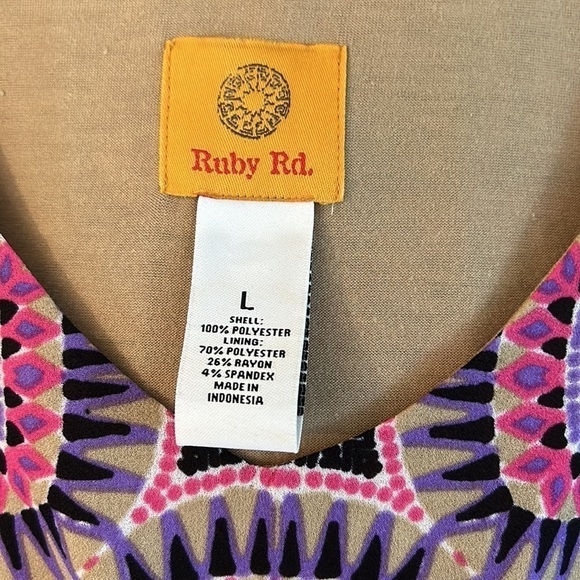 Ruby Rd.
L
SHELL:
100% POLYESTER
LINING:
70% POLYESTER
26% RAYON
4% SPANDEX
MADE IN
INDONESIA